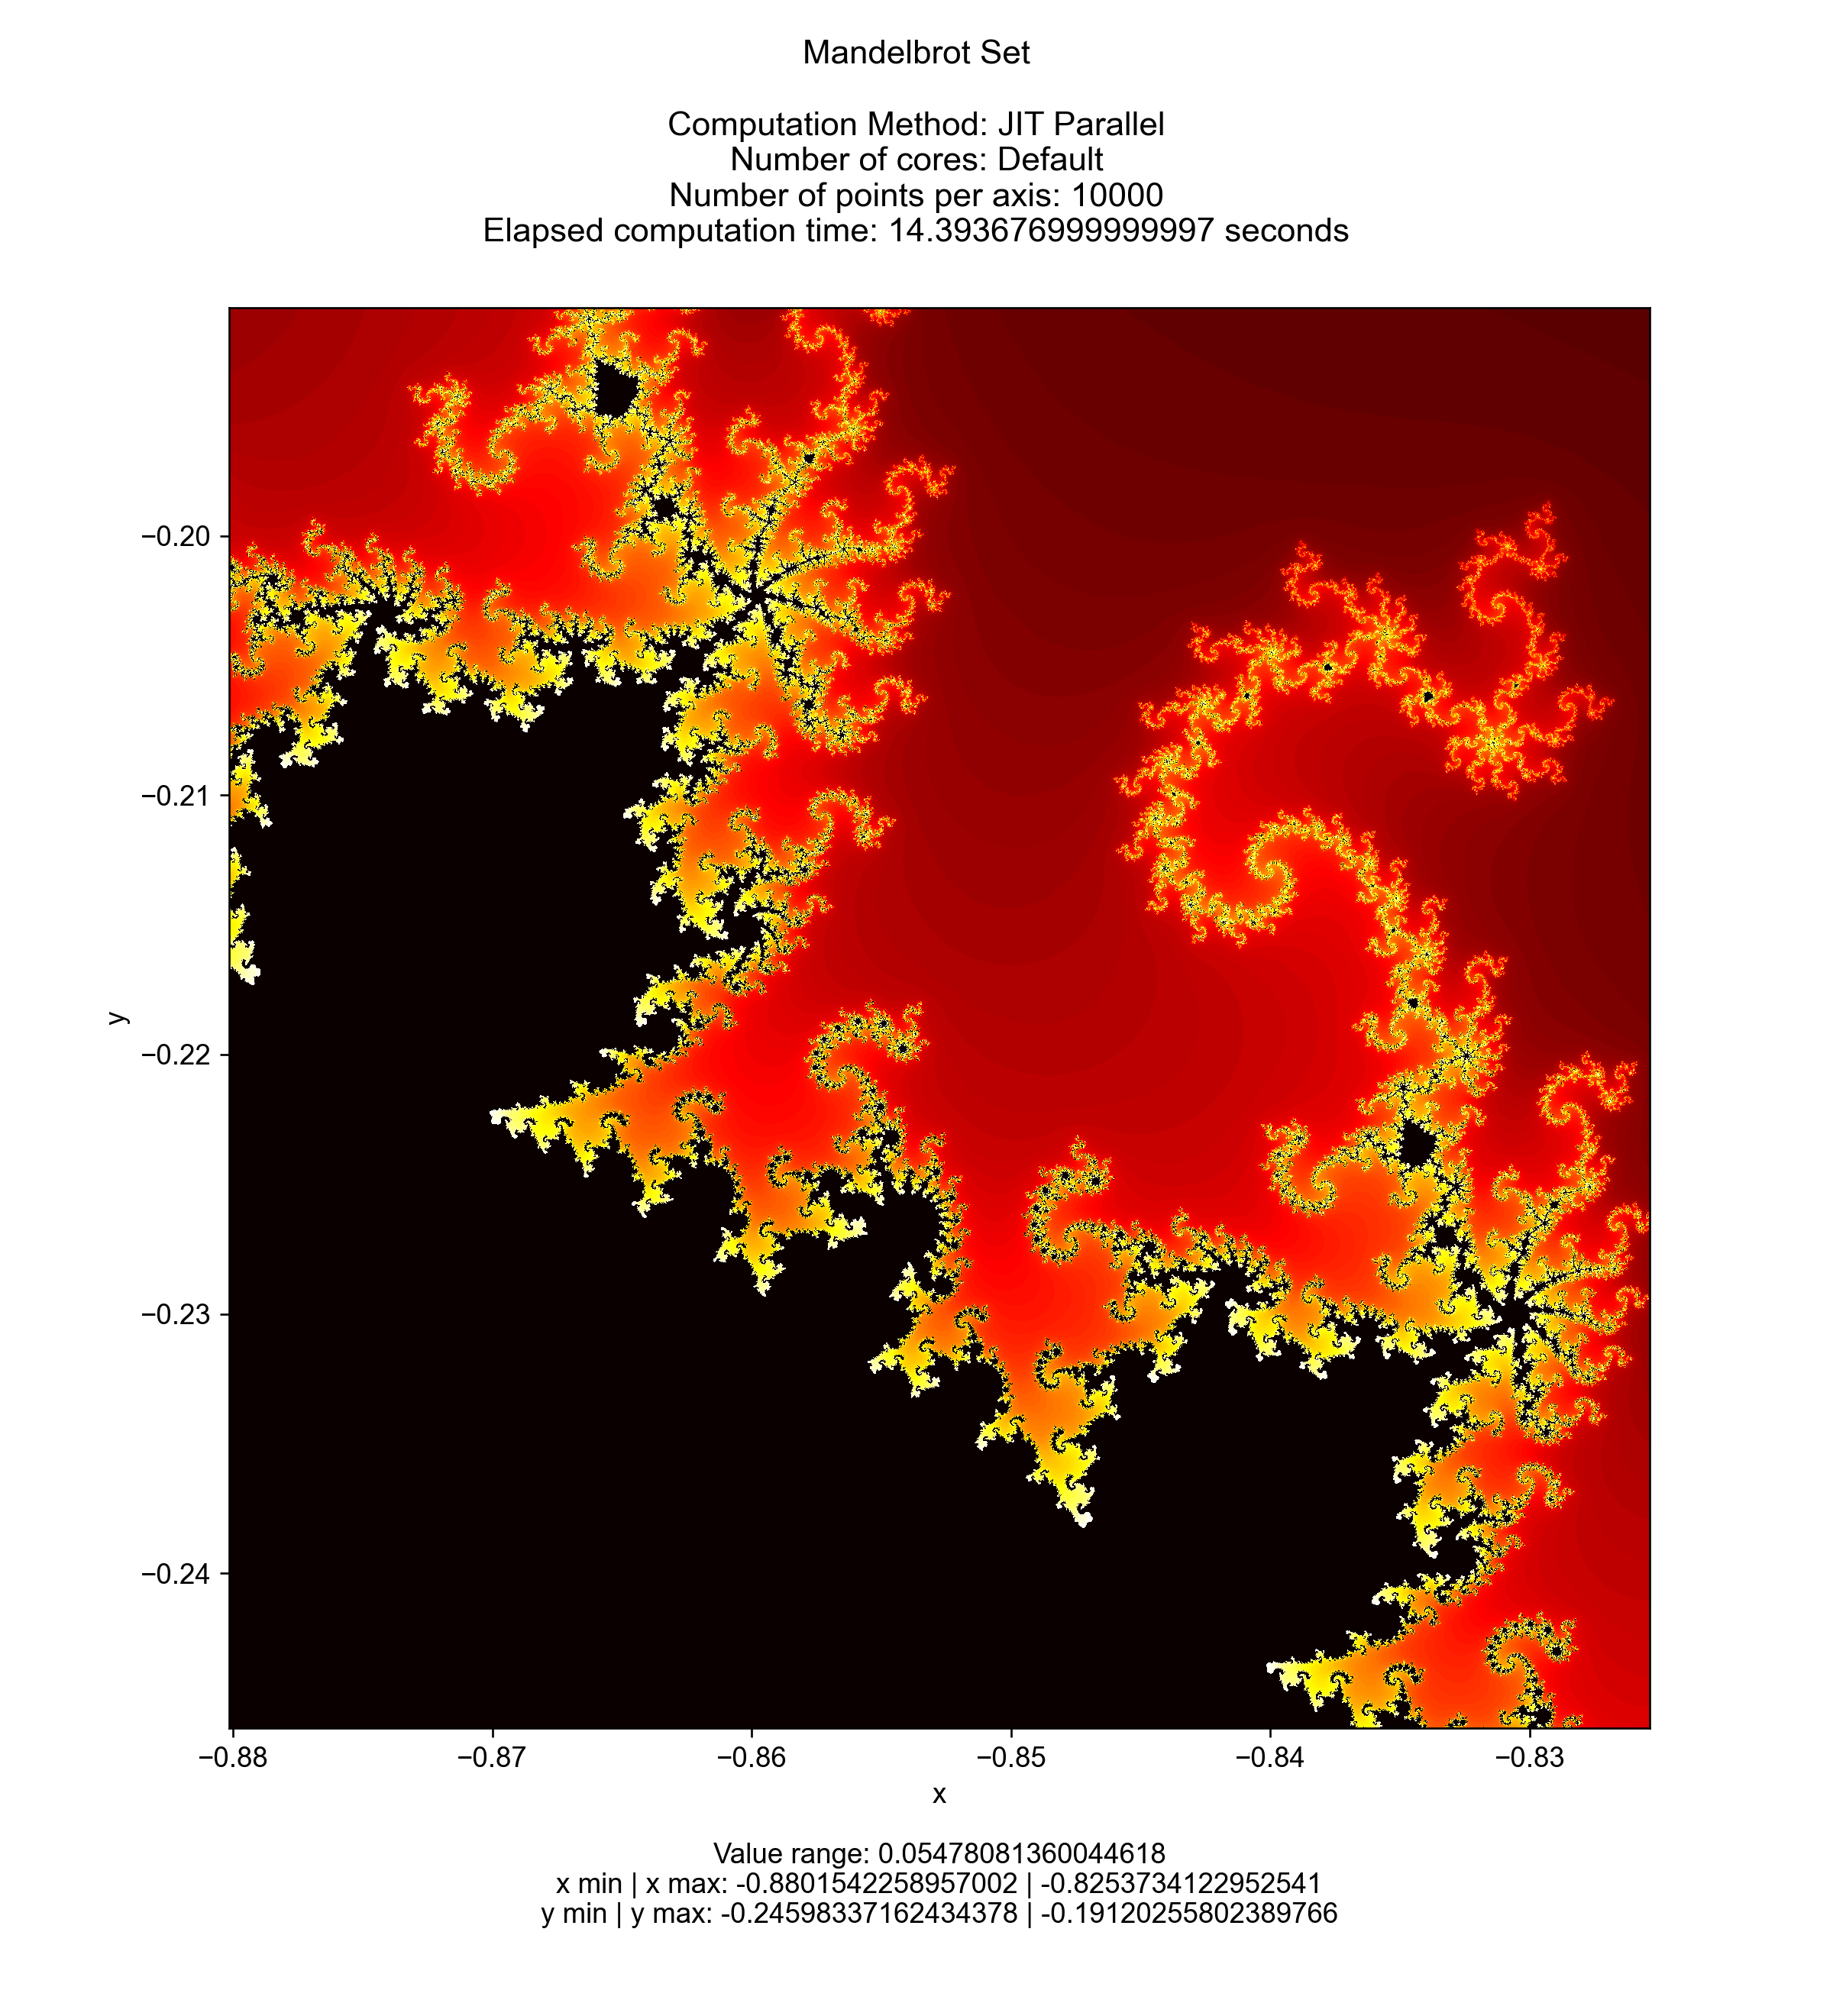 Mandelbrot Set
Computation Method: JIT Parallel
Number of cores: Default
Number of points per axis: 10000
Elapsed computation time: 14.393676999999997 seconds
−0.20
−0.21
−0.22
−0.23
−0.24
y
−0.88 −0.87 −0.86 −0.85 −0.84 −0.83
x
Value range: 0.05478081360044618
x min | x max: -0.8801542258957002 | -0.8253734122952541
y min | y max: -0.24598337162434378 | -0.19120255802389766